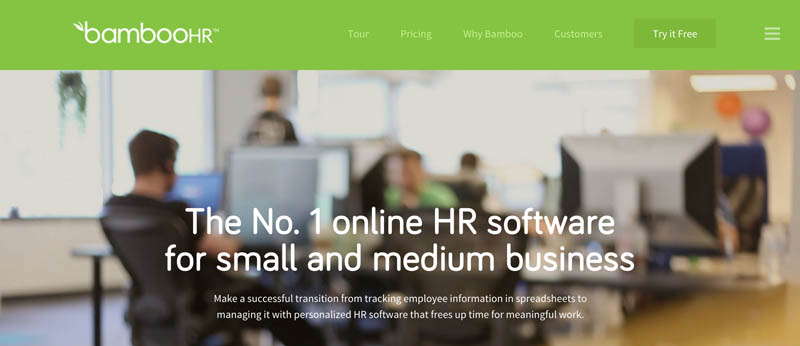 bambooHR™
Tour Pricing Why Bamboo Customers Try it Free
The No. 1 online HR software
for small and medium business
Make a successful transition from tracking employee information in spreadsheets to
managing it with personalized HR software that frees up time for meaningful work.